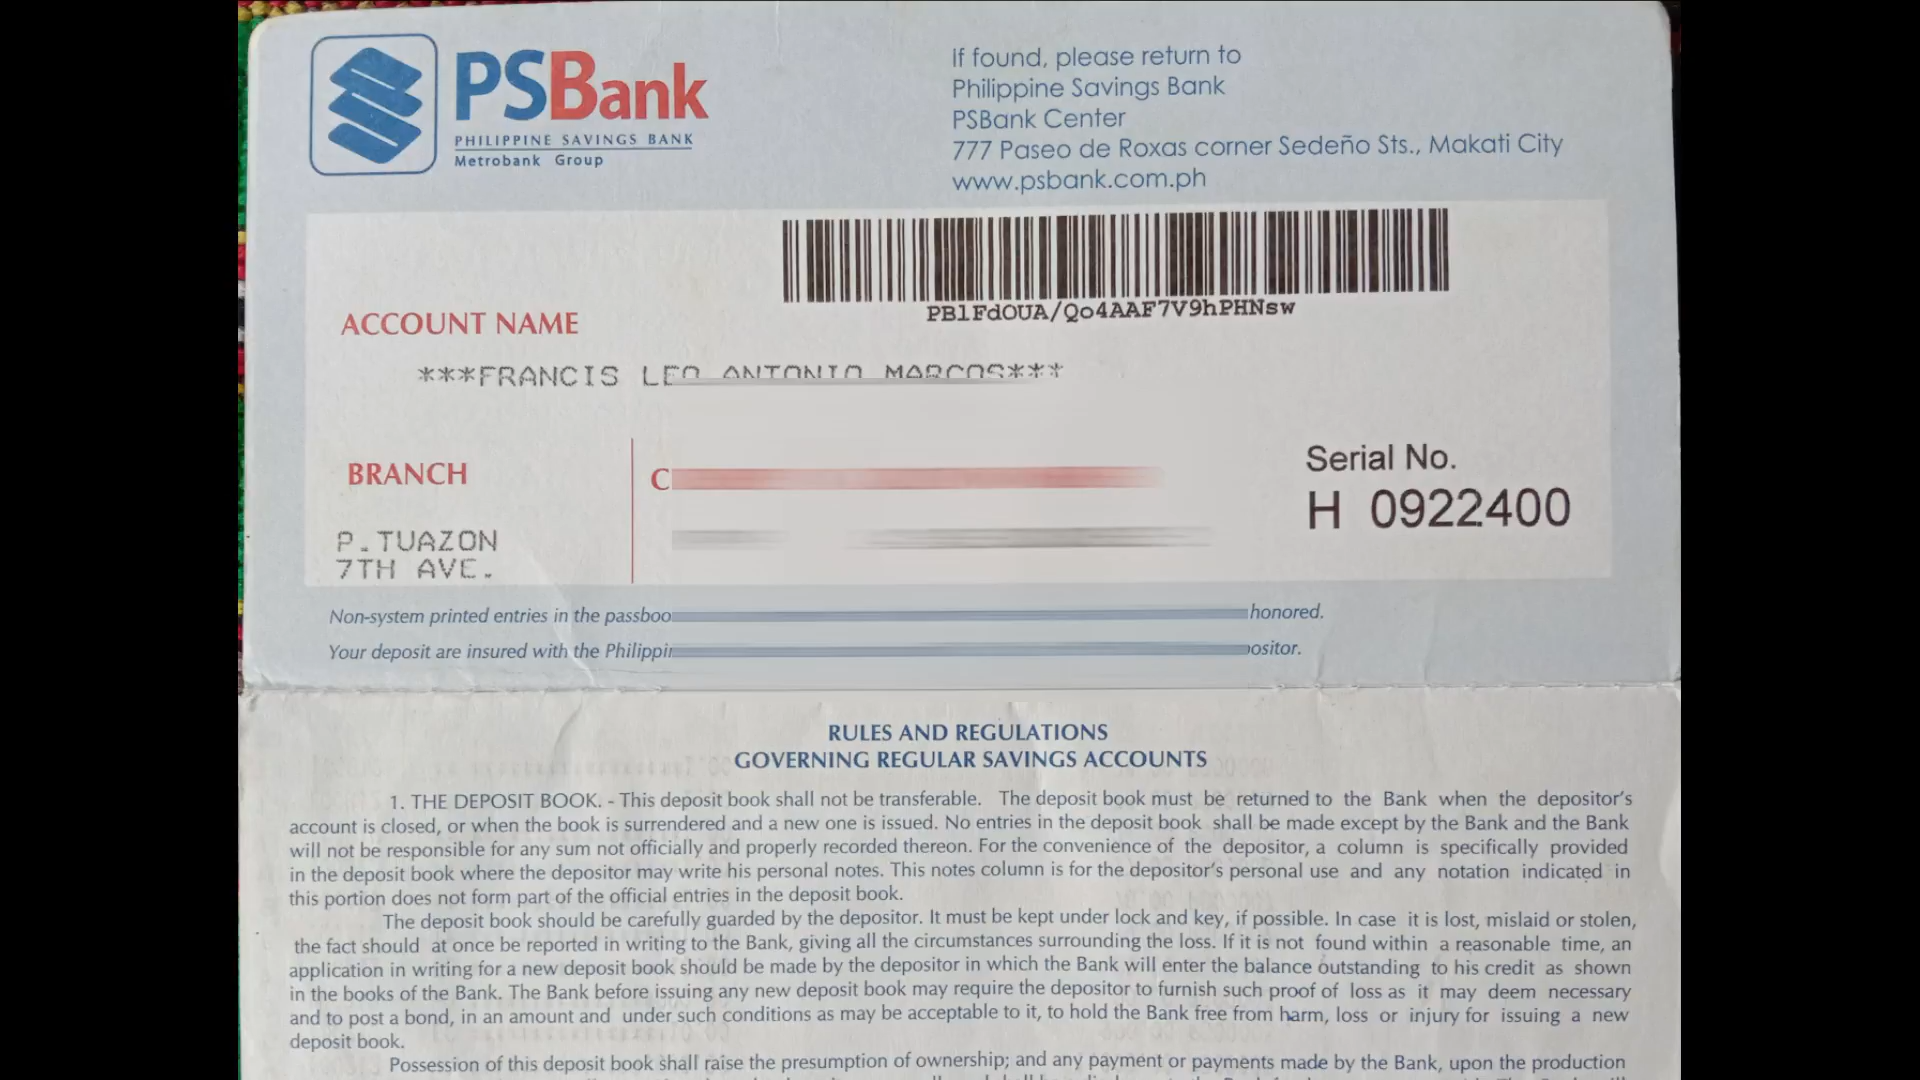 PSBank
PHILIPPINE SAVINGS BANK
Metrobank Group
If found, please return to
Philippine Savings Bank
PSBank Center
777 Paseo de Roxas corner Sedeño Sts., Makati City
www.psbank.com.ph
PB1FdOUA/Qo4AAF7V9hPHNsw
ACCOUNT NAME
***FRANCIS LEO ANTONIO MARCOS***
BRANCH
C
Serial No.
H 0922400
P.TUAZON
7TH AVE.
Non-system printed entries in the passboo honored.
Your deposit are insured with the Philippin ositor.
RULES AND REGULATIONS
GOVERNING REGULAR SAVINGS ACCOUNTS
1. THE DEPOSIT BOOK. - This deposit book shall not be transferable. The deposit book must be returned to the Bank when the depositor's
account is closed, or when the book is surrendered and a new one is issued. No entries in the deposit book shall be made except by the Bank and the Bank
will not be responsible for any sum not officially and properly recorded thereon. For the convenience of the depositor, a column is specifically provided
in the deposit book where the depositor may write his personal notes. This notes column is for the depositor's personal use and any notation indicated in
this portion does not form part of the official entries in the deposit book.
The deposit book should be carefully guarded by the depositor. It must be kept under lock and key, if possible. In case it is lost, mislaid or stolen,
the fact should at once be reported in writing to the Bank, giving all the circumstances surrounding the loss. If it is not found within a reasonable time, an
application in writing for a new deposit book should be made by the depositor in which the Bank will enter the balance outstanding to his credit as shown
in the books of the Bank. The Bank before issuing any new deposit book may require the depositor to furnish such proof of loss as it may deem necessary
and to post a bond, in an amount and under such conditions as may be acceptable to it, to hold the Bank free from harm, loss or injury for issuing a new
deposit book.
Possession of this deposit book shall raise the presumption of ownership; and any payment or payments made by the Bank, upon the production